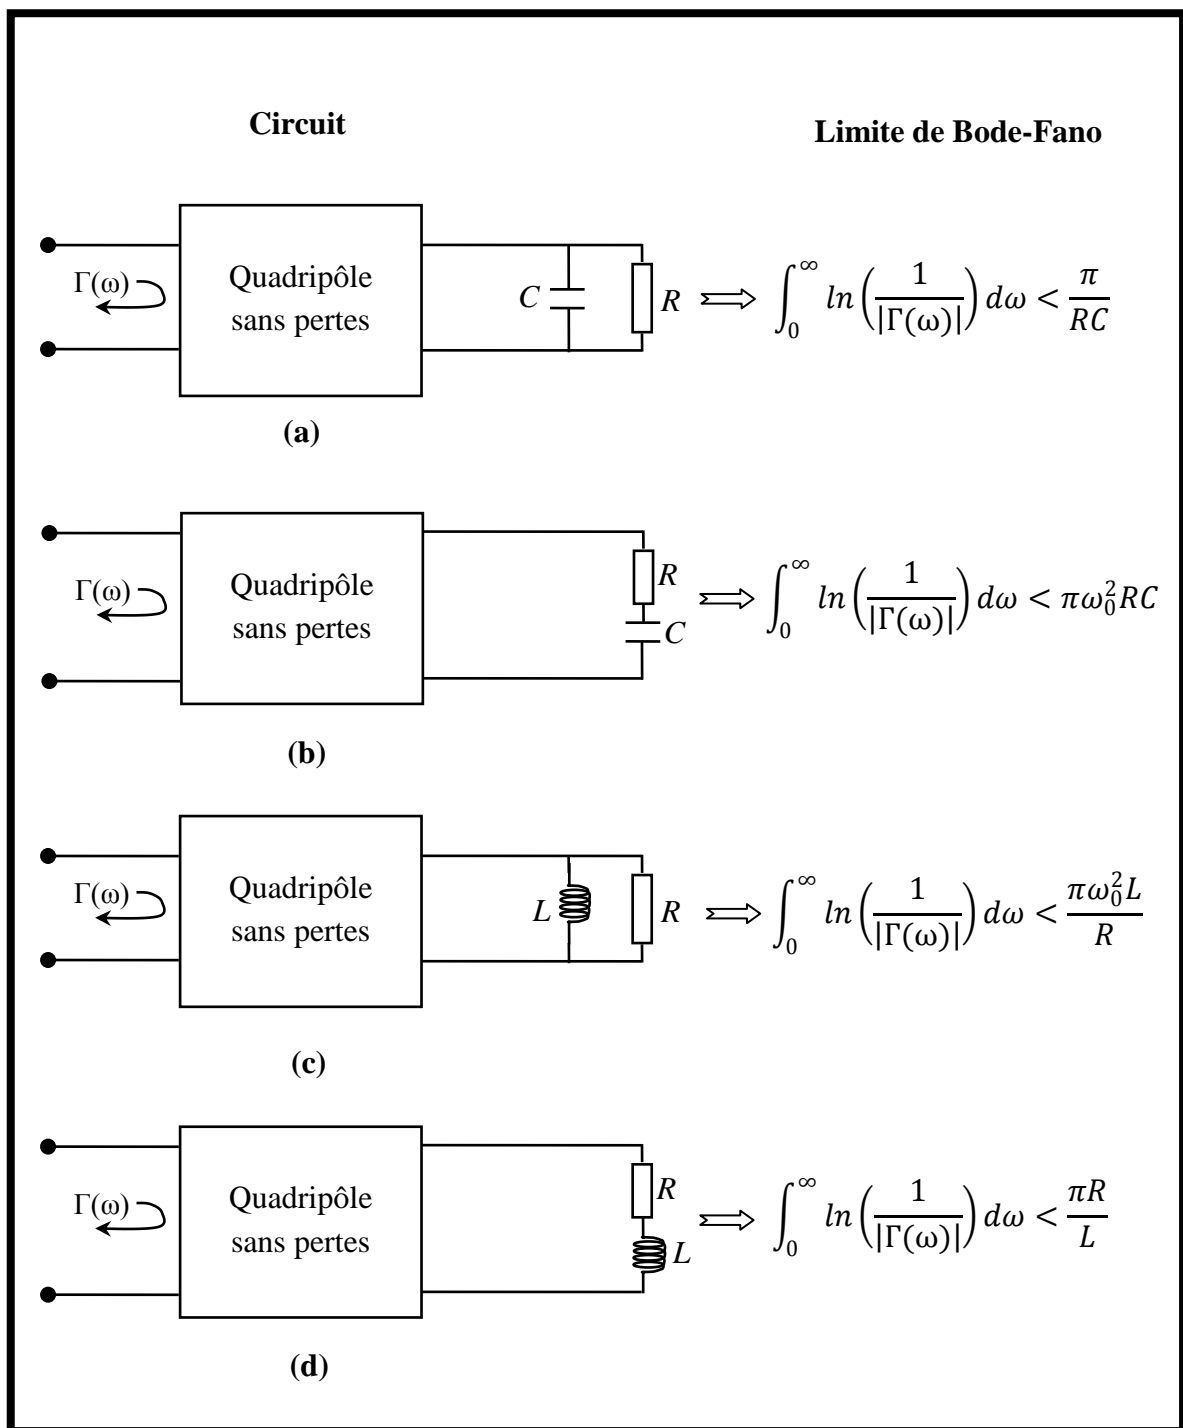 Circuit
Limite de Bode-Fano
Γ(ω)
Quadripôle
sans pertes
C
R
∫₀^∞ ln(1/|Γ(ω)|) dω < π/RC
(a)
Γ(ω)
Quadripôle
sans pertes
R
C
∫₀^∞ ln(1/|Γ(ω)|) dω < πω₀²RC
(b)
Γ(ω)
Quadripôle
sans pertes
L
R
∫₀^∞ ln(1/|Γ(ω)|) dω < πω₀²L/R
(c)
Γ(ω)
Quadripôle
sans pertes
R
L
∫₀^∞ ln(1/|Γ(ω)|) dω < πR/L
(d)